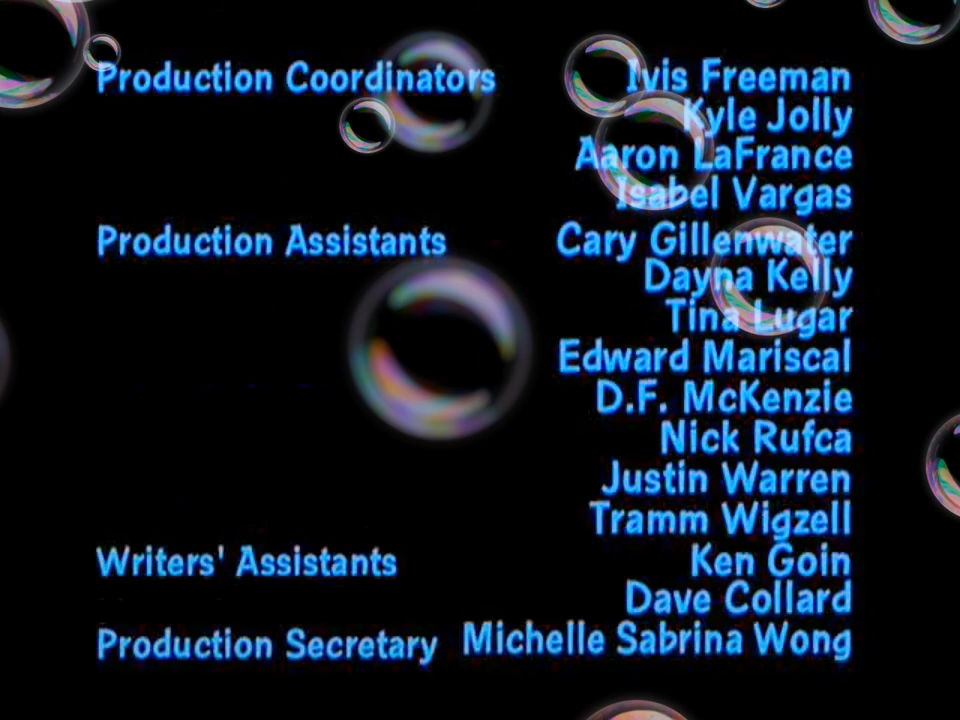 Production Coordinators Ivis Freeman
Kyle Jolly
Aaron LaFrance
Isabel Vargas
Production Assistants Cary Gillenwater
Dayna Kelly
Tina Lugar
Edward Mariscal
D.F. McKenzie
Nick Rufca
Justin Warren
Tramm Wigzell
Writers' Assistants Ken Goin
Dave Collard
Production Secretary Michelle Sabrina Wong